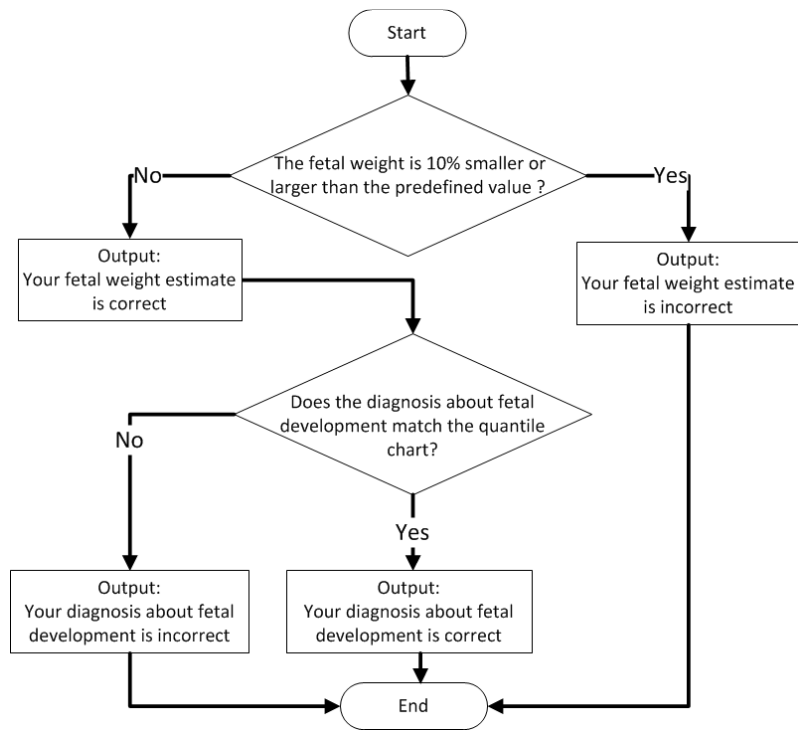 Start
The fetal weight is 10% smaller or
larger than the predefined value ?
No
Yes
Output:
Your fetal weight estimate
is correct
Output:
Your fetal weight estimate
is incorrect
Does the diagnosis about fetal
development match the quantile
chart?
No
Yes
Output:
Your diagnosis about fetal
development is incorrect
Output:
Your diagnosis about fetal
development is correct
End